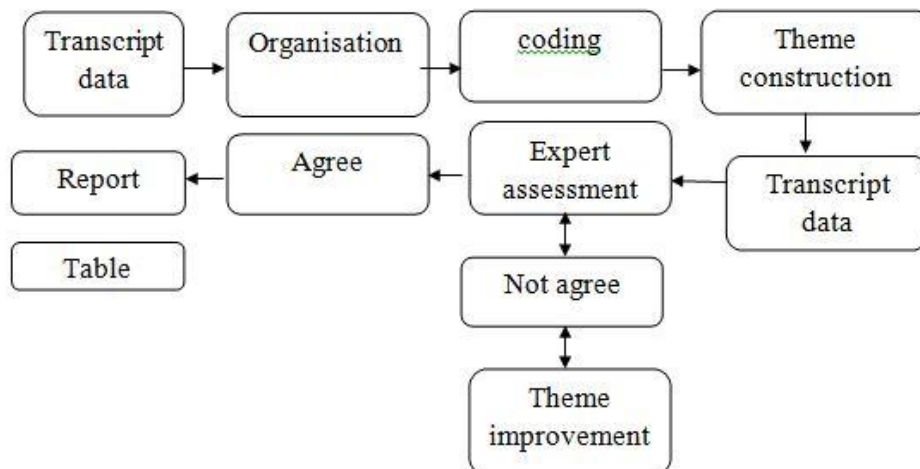 Transcript
data
Organisation
coding
Theme
construction
Report
Agree
Expert
assessment
Transcript
data
Table
Not agree
Theme
improvement